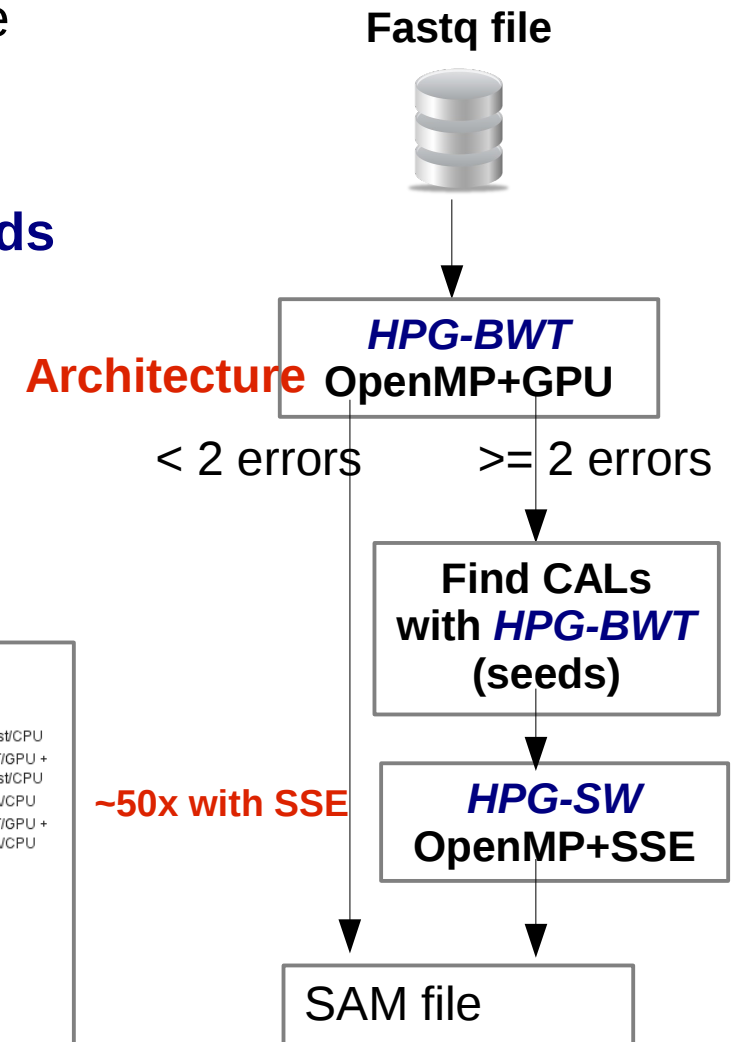 Fastq file
HPG-BWT
Architecture OpenMP+GPU
< 2 errors >= 2 errors
Find CALs
with HPG-BWT
(seeds)
~50x with SSE
HPG-SW
OpenMP+SSE
SAM file